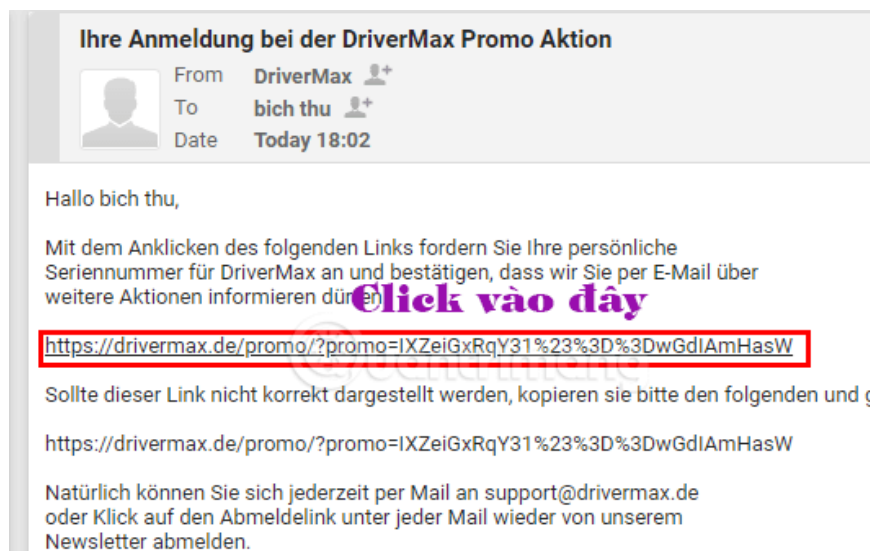 Ihre Anmeldung bei der DriverMax Promo Aktion
From DriverMax
To bich thu
Date Today 18:02
Hallo bich thu,
Mit dem Anklicken des folgenden Links fordern Sie Ihre persönliche
Seriennummer für DriverMax an und bestätigen, dass wir Sie per E-Mail über
weitere Aktionen informieren dürfen
Click vào đây
https://drivermax.de/promo/?promo=IXZeiGxRqY31%23%3D%3DwGdIAmHasW
@uantrimang
Sollte dieser Link nicht korrekt dargestellt werden, kopieren sie bitte den folgenden und
https://drivermax.de/promo/?promo=IXZeiGxRqY31%23%3D%3DwGdIAmHasW
Natürlich können Sie sich jederzeit per Mail an support@drivermax.de
oder Klick auf den Abmeldelink unter jeder Mail wieder von unserem
Newsletter abmelden.